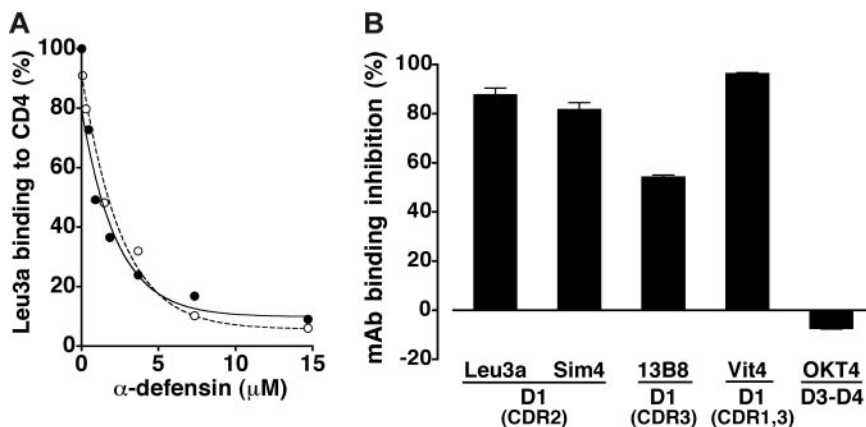 A
Leu3a binding to CD4 (%)
100
80
60
40
20
0
0 5 10 15
α-defensin (μM)
B
mAb binding inhibition (%)
100
80
60
40
20
0
-20
Leu3a Sim4 13B8 Vit4 OKT4
D1 D1 D1 D3-D4
(CDR2) (CDR3) (CDR1,3)